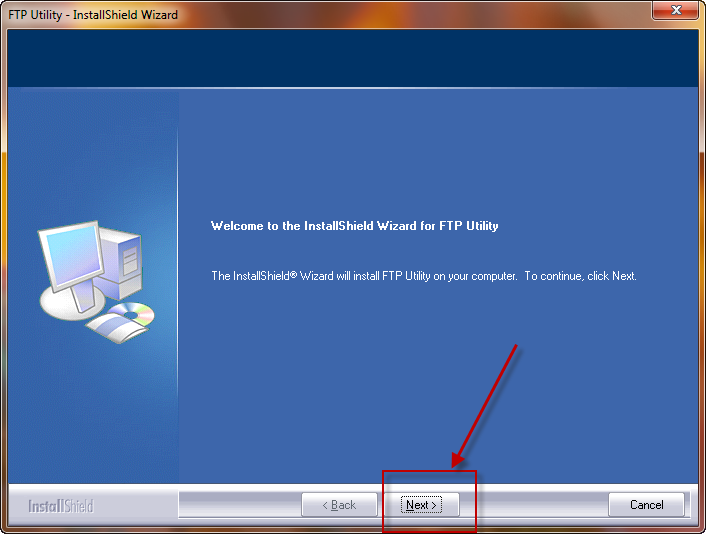 FTP Utility - InstallShield Wizard
Welcome to the InstallShield Wizard for FTP Utility
The InstallShield® Wizard will install FTP Utility on your computer. To continue, click Next.
InstallShield
< Back
Next >
Cancel